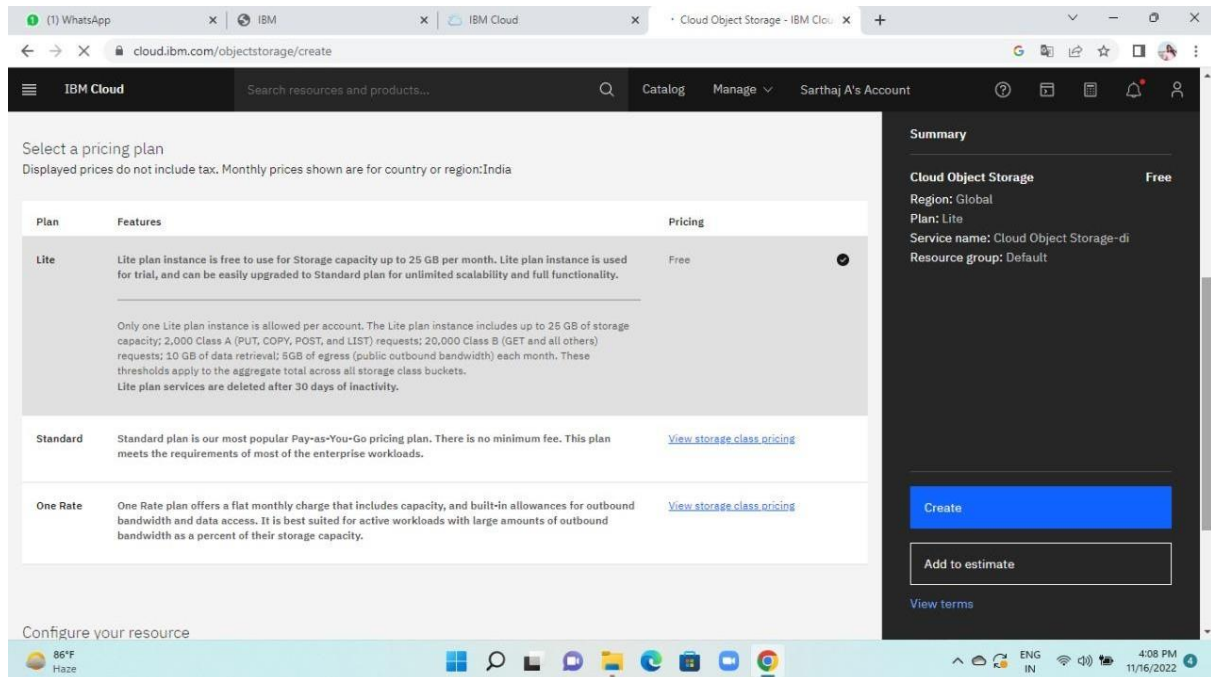 (1) WhatsApp
IBM
IBM Cloud
Cloud Object Storage - IBM Clou
cloud.ibm.com/objectstorage/create
IBM Cloud
Search resources and products...
Catalog
Manage
Sarthaj A's Account
Select a pricing plan
Displayed prices do not include tax. Monthly prices shown are for country or region:India
Plan Features Pricing
Lite
Lite plan instance is free to use for Storage capacity up to 25 GB per month. Lite plan instance is used
for trial, and can be easily upgraded to Standard plan for unlimited scalability and full functionality.
Free
Only one Lite plan instance is allowed per account. The Lite plan instance includes up to 25 GB of storage
capacity; 2,000 Class A (PUT, COPY, POST, and LIST) requests; 20,000 Class B (GET and all others)
requests; 10 GB of data retrieval; 5GB of egress (public outbound bandwidth) each month. These
thresholds apply to the aggregate total across all storage class buckets.
Lite plan services are deleted after 30 days of inactivity.
Standard
Standard plan is our most popular Pay-as-You-Go pricing plan. There is no minimum fee. This plan
meets the requirements of most of the enterprise workloads.
View storage class pricing
One Rate
One Rate plan offers a flat monthly charge that includes capacity, and built-in allowances for outbound
bandwidth and data access. It is best suited for active workloads with large amounts of outbound
bandwidth as a percent of their storage capacity.
View storage class pricing
Configure your resource
Summary
Cloud Object Storage Free
Region: Global
Plan: Lite
Service name: Cloud Object Storage-di
Resource group: Default
Create
Add to estimate
View terms
86°F
Haze
ENG
IN
4:08 PM
11/16/2022
4